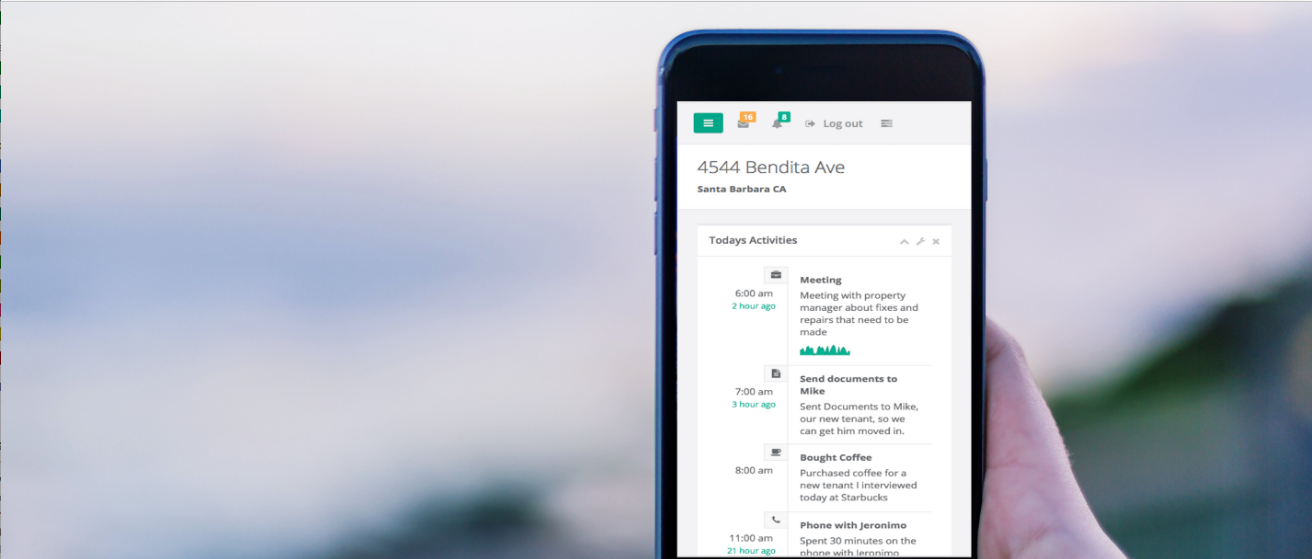 16
8
Log out
4544 Bendita Ave
Santa Barbara CA
Todays Activities
6:00 am
2 hour ago
Meeting
Meeting with property
manager about fixes and
repairs that need to be
made
7:00 am
3 hour ago
Send documents to
Mike
Sent Documents to Mike,
our new tenant, so we
can get him moved in.
8:00 am
Bought Coffee
Purchased coffee for a
new tenant I interviewed
today at Starbucks
11:00 am
21 hour ago
Phone with Jeronimo
Spent 30 minutes on the
phone with Jeronimo